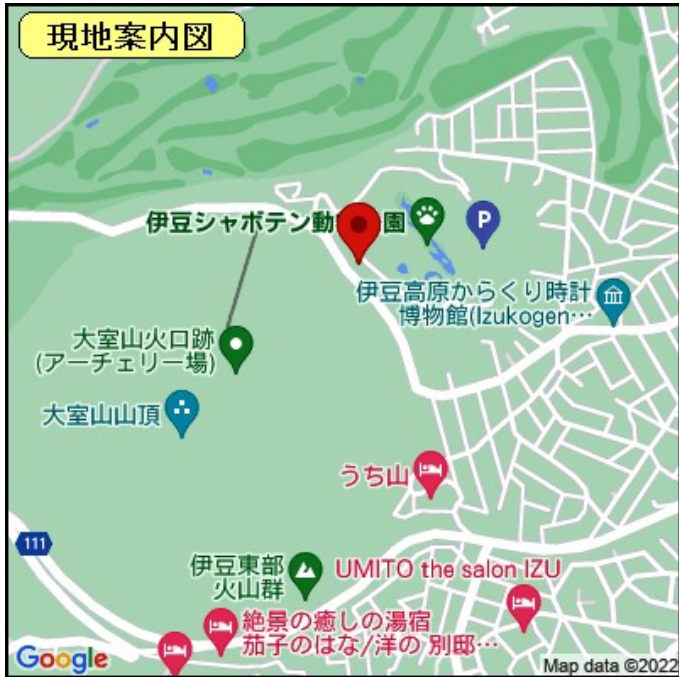 現地案内図
伊豆シャボテン動 園
P
伊豆高原からくり時計
博物館(Izukogen…
大室山火口跡
(アーチェリー場)
大室山山頂
うち山
111
伊豆東部
火山群
UMITO the salon IZU
絶景の癒しの湯宿
茄子のはな/洋の 別邸…
Google
Map data ©2022